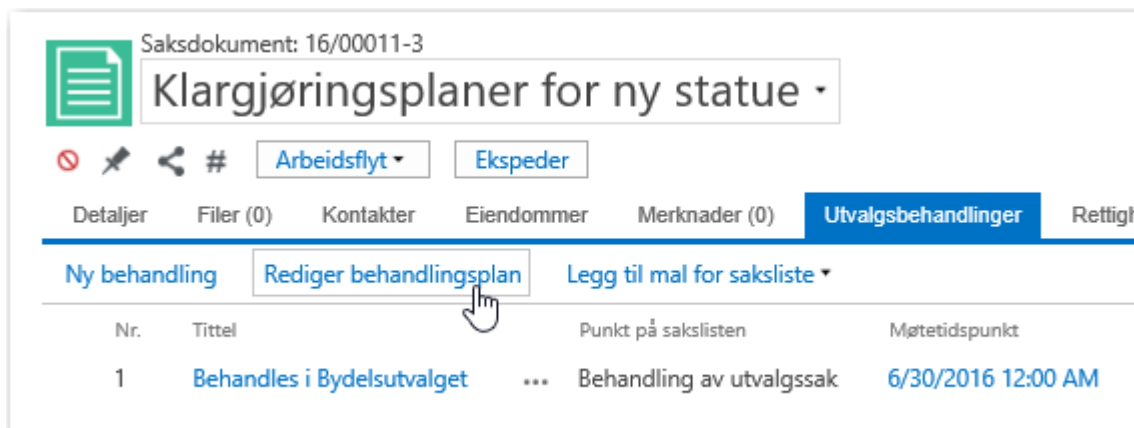 Saksdokument: 16/00011-3
Klargjøringsplaner for ny statue
# Arbeidsflyt Ekspeder
Detaljer Filer (0) Kontakter Eiendommer Merknader (0) Utvalgsbehandlinger Rettigh
Ny behandling Rediger behandlingsplan Legg til mal for saksliste
Nr. Tittel Punkt på sakslisten Møtetidspunkt
1 Behandles i Bydelsutvalget ... Behandling av utvalgssak 6/30/2016 12:00 AM